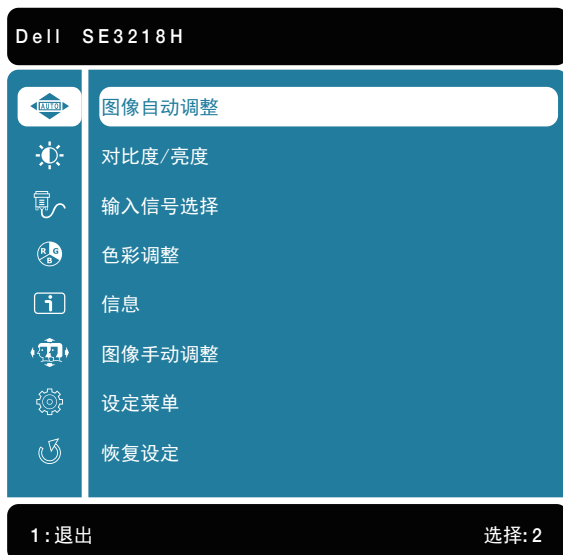 Dell SE3218H
AUTO
图像自动调整
对比度/亮度
输入信号选择
R G
B
色彩调整
i
信息
图像手动调整
设定菜单
恢复设定
1:退出
选择:2